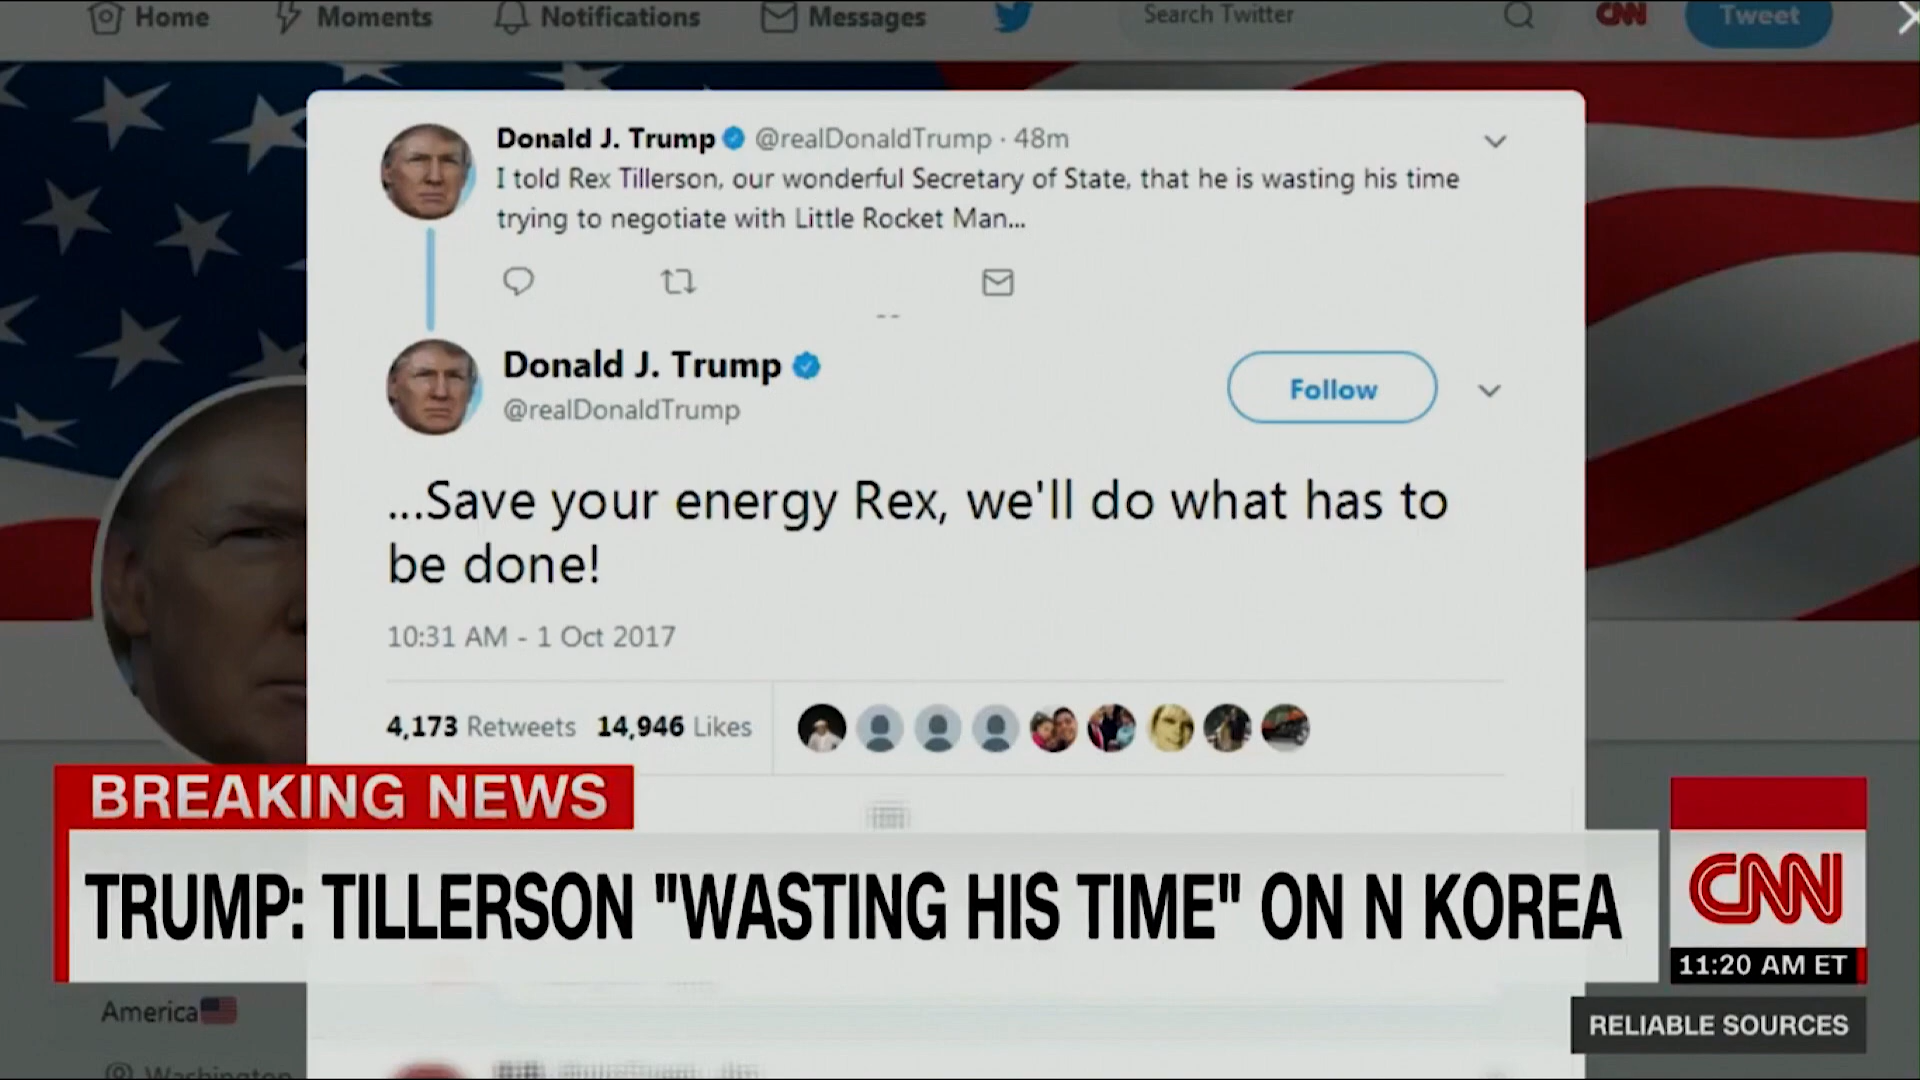 Home Moments Notifications Messages Search Twitter CNN Tweet
Donald J. Trump @realDonaldTrump · 48m
I told Rex Tillerson, our wonderful Secretary of State, that he is wasting his time
trying to negotiate with Little Rocket Man...
Donald J. Trump
@realDonaldTrump
Follow
...Save your energy Rex, we'll do what has to
be done!
10:31 AM - 1 Oct 2017
4,173 Retweets 14,946 Likes
BREAKING NEWS
TRUMP: TILLERSON "WASTING HIS TIME" ON N KOREA
CNN
11:20 AM ET
America
RELIABLE SOURCES
Washington